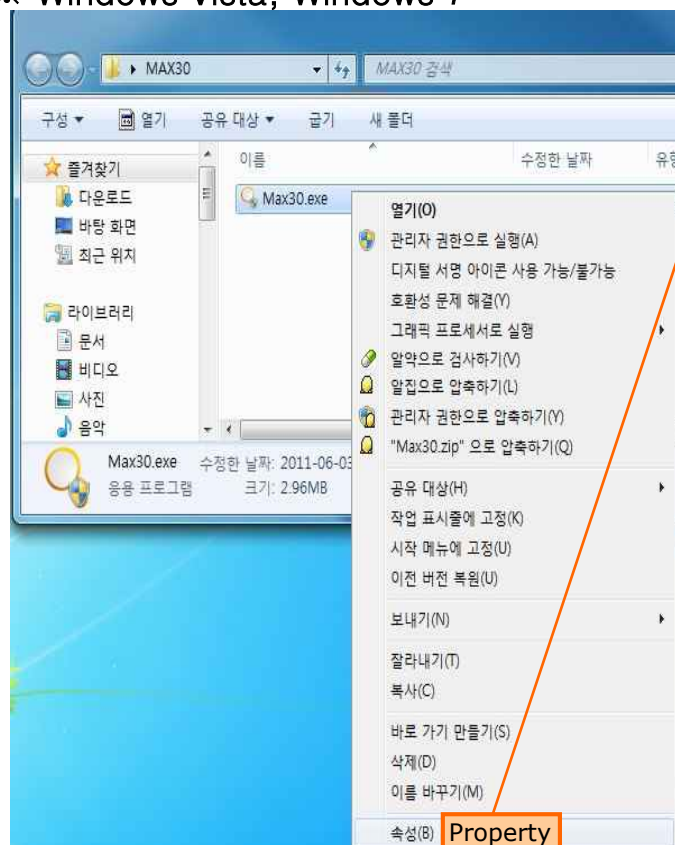 ※ Windows Vista, Windows 7
MAX30
MAX30 검색
구성 열기 공유 대상 굽기 새 폴더
즐겨찾기
다운로드
바탕 화면
최근 위치
라이브러리
문서
비디오
사진
음악
이름 수정한 날짜 유형
Max30.exe
Max30.exe 수정한 날짜: 2011-06-03
응용 프로그램 크기: 2.96MB
열기(O)
관리자 권한으로 실행(A)
디지털 서명 아이콘 사용 가능/불가능
호환성 문제 해결(Y)
그래픽 프로세서로 실행
알약으로 검사하기(V)
알집으로 압축하기(L)
관리자 권한으로 압축하기(Y)
"Max30.zip" 으로 압축하기(Q)
공유 대상(H)
작업 표시줄에 고정(K)
시작 메뉴에 고정(U)
이전 버전 복원(U)
보내기(N)
잘라내기(T)
복사(C)
바로 가기 만들기(S)
삭제(D)
이름 바꾸기(M)
속성(B) Property